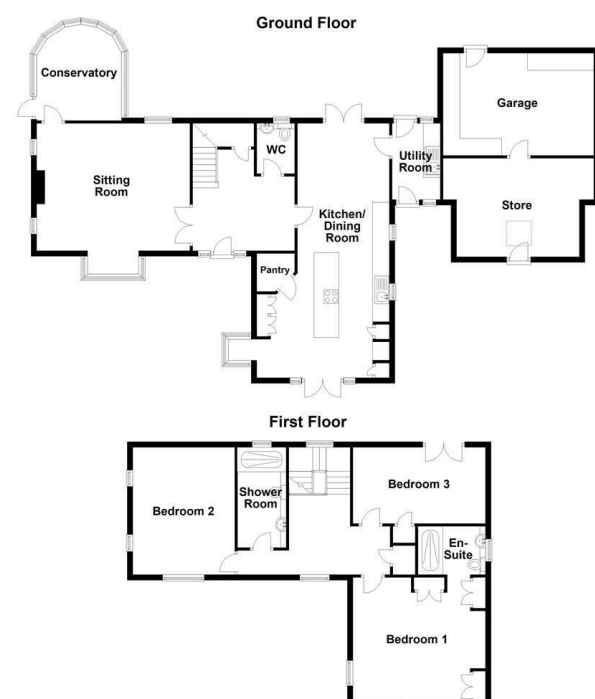 Ground Floor
Conservatory
Garage
WC
Sitting
Room
Utility
Room
Kitchen/
Dining
Room
Store
Pantry
First Floor
Bedroom 2
Shower
Room
Bedroom 3
En-
Suite
Bedroom 1